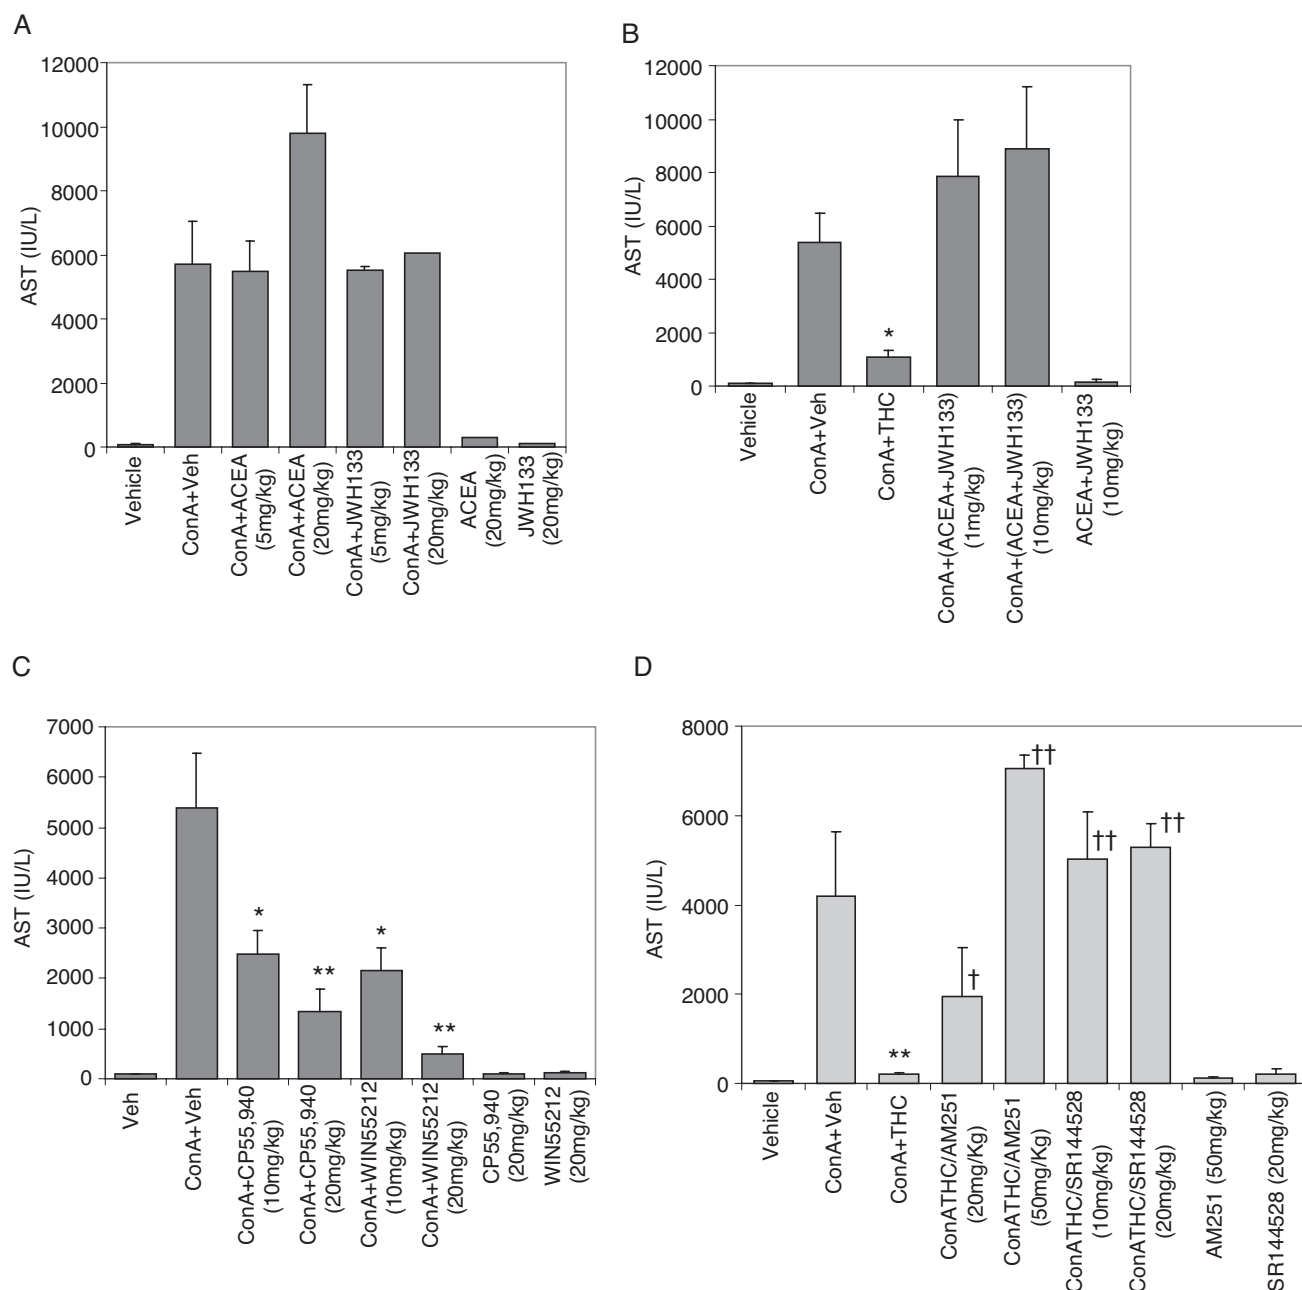 A
AST (IU/L)
12000
10000
8000
6000
4000
2000
0
Vehicle
ConA+Veh
ConA+ACEA
(5mg/kg)
ConA+ACEA
(20mg/kg)
ConA+JWH133
(5mg/kg)
ConA+JWH133
(20mg/kg)
ACEA
(20mg/kg)
JWH133
(20mg/kg)
B
AST (IU/L)
12000
10000
8000
6000
4000
2000
0
*
Vehicle
ConA+Veh
ConA+THC
ConA+(ACEA+JWH133)
(1mg/kg)
ConA+(ACEA+JWH133)
(10mg/kg)
ACEA+JWH133
(10mg/kg)
C
AST (IU/L)
7000
6000
5000
4000
3000
2000
1000
0
*
**
*
**
Veh
ConA+Veh
ConA+CP55,940
(10mg/kg)
ConA+CP55,940
(20mg/kg)
ConA+WIN55212
(10mg/kg)
ConA+WIN55212
(20mg/kg)
CP55,940
(20mg/kg)
WIN55212
(20mg/kg)
D
AST (IU/L)
8000
6000
4000
2000
0
**
†
††
††
††
Vehicle
ConA+Veh
ConA+THC
ConATHC/AM251
(20mg/Kg)
ConATHC/AM251
(50mg/Kg)
ConATHC/SR144528
(10mg/kg)
ConATHC/SR144528
(20mg/kg)
AM251 (50mg/kg)
SR144528 (20mg/kg)